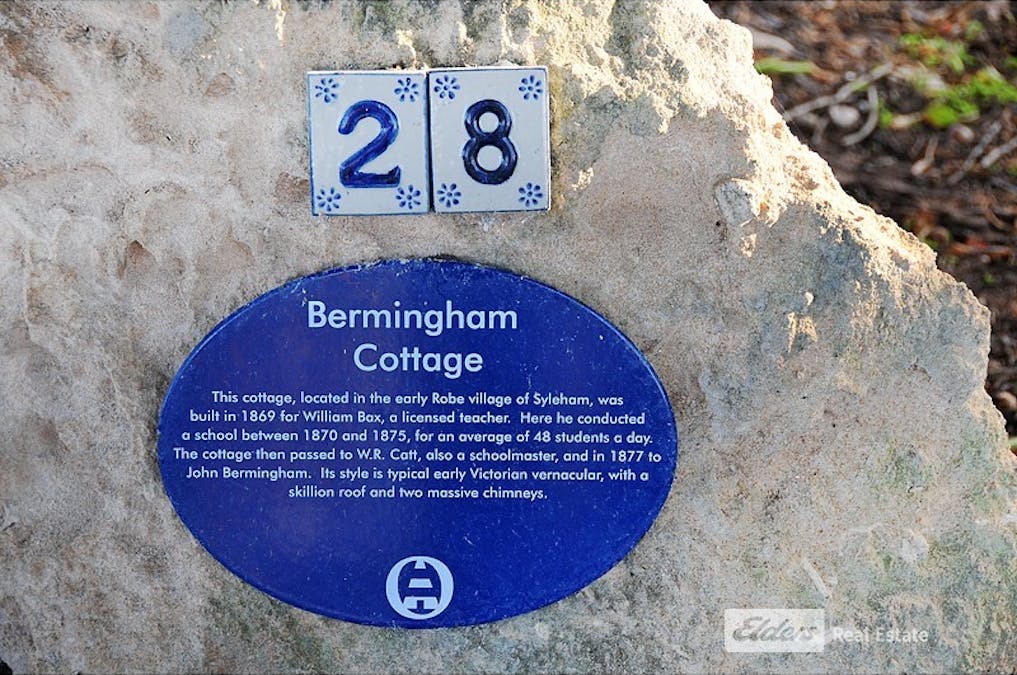 28
Bermingham
Cottage
This cottage, located in the early Robe village of Syleham, was
built in 1869 for William Bax, a licensed teacher. Here he conducted
a school between 1870 and 1875, for an average of 48 students a day.
The cottage then passed to W.R. Catt, also a schoolmaster, and in 1877 to
John Bermingham. Its style is typical early Victorian vernacular, with a
skillion roof and two massive chimneys.
Elders Real Estate